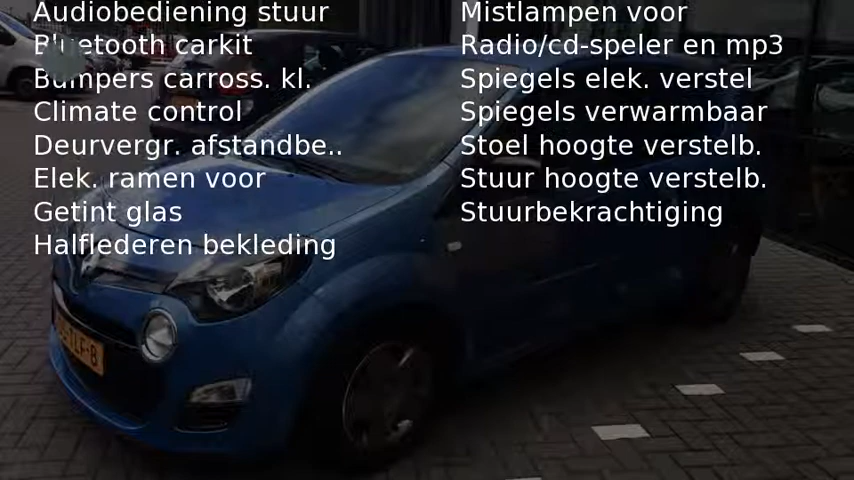 Audiobediening stuur
Bluetooth carkit
Bumpers carross. kl.
Climate control
Deurvergr. afstandbe..
Elek. ramen voor
Getint glas
Halflederen bekleding
Mistlampen voor
Radio/cd-speler en mp3
Spiegels elek. verstel
Spiegels verwarmbaar
Stoel hoogte verstelb.
Stuur hoogte verstelb.
Stuurbekrachtiging